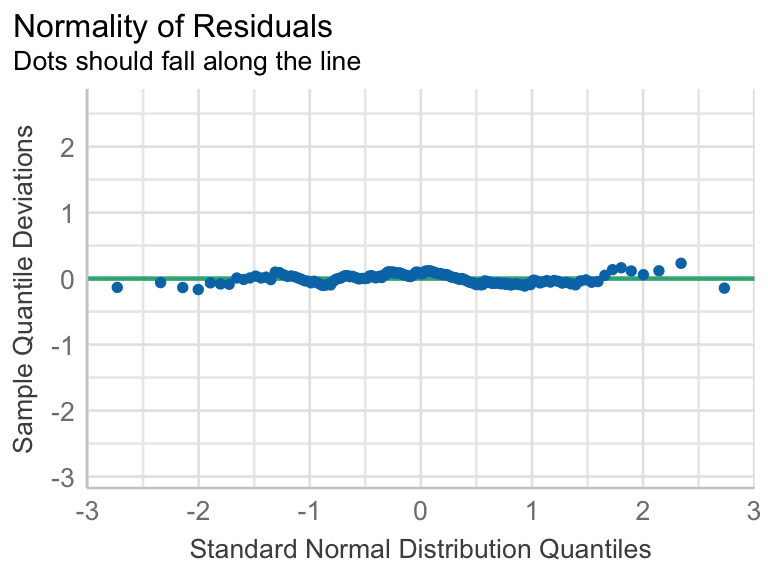 Normality of Residuals
Dots should fall along the line
Sample Quantile Deviations
2
1
0
-1
-2
-3
-3 -2 -1 0 1 2 3
Standard Normal Distribution Quantiles